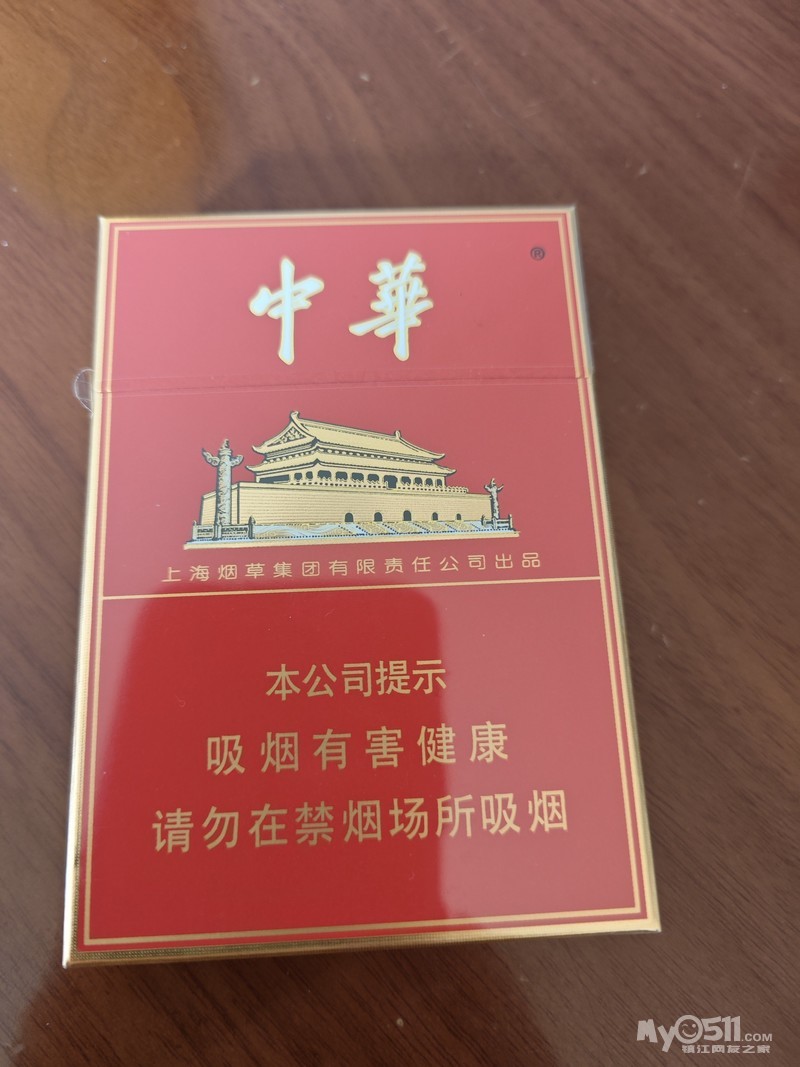 中華
®
上海烟草集团有限责任公司出品
本公司提示
吸烟有害健康
请勿在禁烟场所吸烟
My0511.COM
镇江网友之家